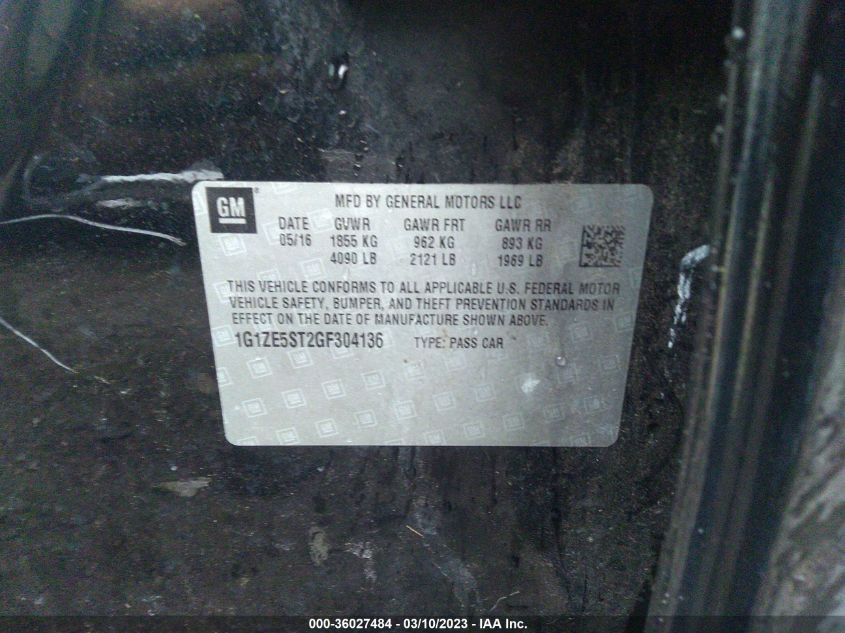 GM ®
MFD BY GENERAL MOTORS LLC
DATE GVWR GAWR FRT GAWR RR
05/16 1855 KG 962 KG 893 KG
4090 LB 2121 LB 1969 LB
THIS VEHICLE CONFORMS TO ALL APPLICABLE U.S. FEDERAL MOTOR
VEHICLE SAFETY, BUMPER, AND THEFT PREVENTION STANDARDS IN
EFFECT ON THE DATE OF MANUFACTURE SHOWN ABOVE.
1G1ZE5ST2GF304136 TYPE: PASS CAR
000-36027484 - 03/10/2023 - IAA Inc.